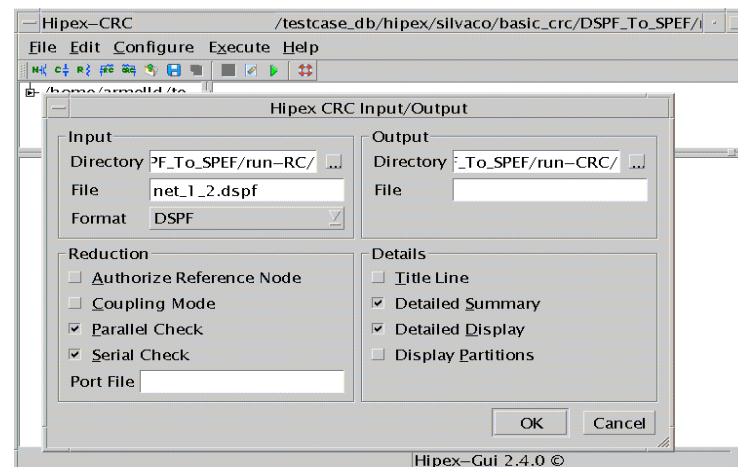 Hipex-CRC /testcase_db/hipex/silvaco/basic_crc/DSPF_To_SPEF/
File Edit Configure Execute Help
Hipex CRC Input/Output
Input
Output
Directory PF_To_SPEF/run-RC/ ...
Directory _To_SPEF/run-CRC/ ...
File net_1_2.dspf
File
Format DSPF
Reduction
Details
Authorize Reference Node
Title Line
Coupling Mode
Detailed Summary
Parallel Check
Detailed Display
Serial Check
Display Partitions
Port File
OK Cancel
Hipex-Gui 2.4.0 ©